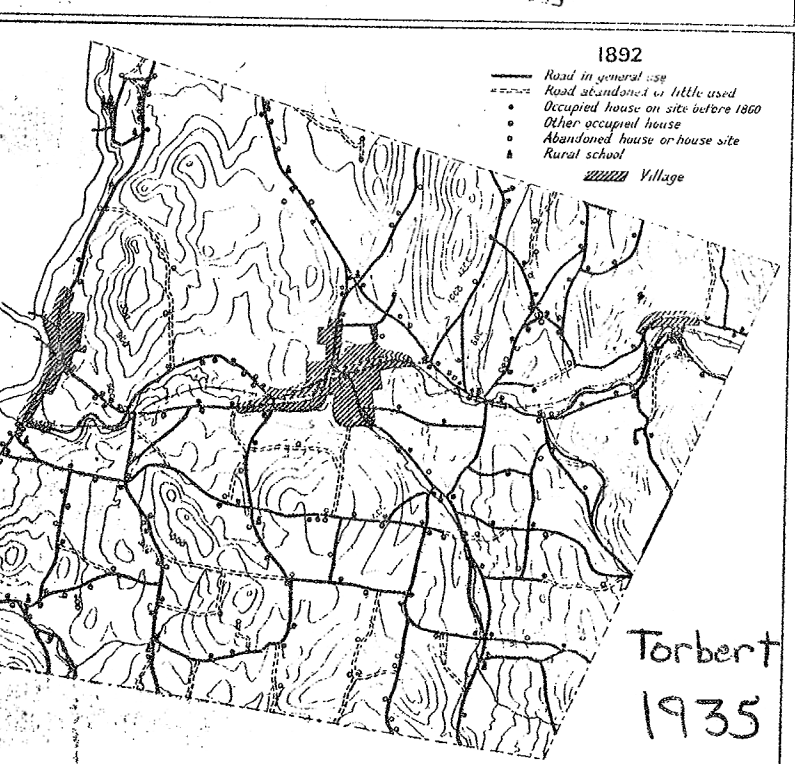 1892
Road in general use
Road abandoned or little used
Occupied house on site before 1860
Other occupied house
Abandoned house or house site
Rural school
Village
Torbert
1935